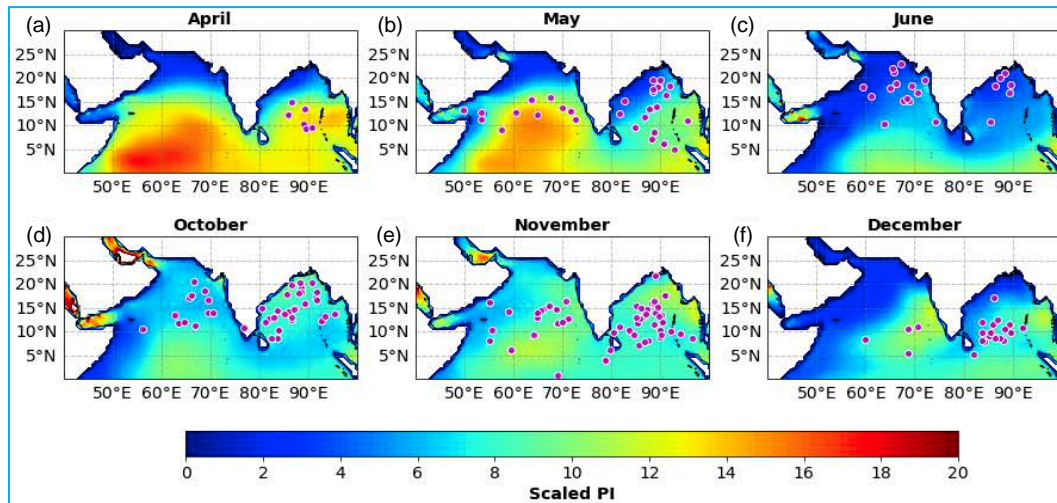 (a) April (b) May (c) June
25°N 25°N 25°N
20°N 20°N 20°N
15°N 15°N 15°N
10°N 10°N 10°N
5°N 5°N 5°N
50°E 60°E 70°E 80°E 90°E 50°E 60°E 70°E 80°E 90°E 50°E 60°E 70°E 80°E 90°E
(d) October (e) November (f) December
25°N 25°N 25°N
20°N 20°N 20°N
15°N 15°N 15°N
10°N 10°N 10°N
5°N 5°N 5°N
50°E 60°E 70°E 80°E 90°E 50°E 60°E 70°E 80°E 90°E 50°E 60°E 70°E 80°E 90°E
0 2 4 6 8 10 12 14 16 18 20
Scaled PI